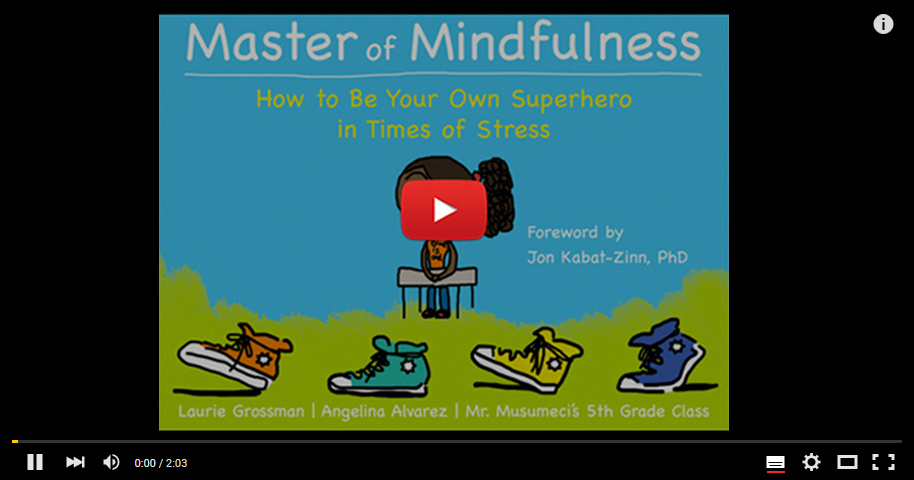 Master of Mindfulness
How to Be Your Own Superhero
in Times of Stress
Foreword by
Jon Kabat-Zinn, PhD
Laurie Grossman | Angelina Alvarez | Mr. Musumeci's 5th Grade Class
0:00 / 2:03